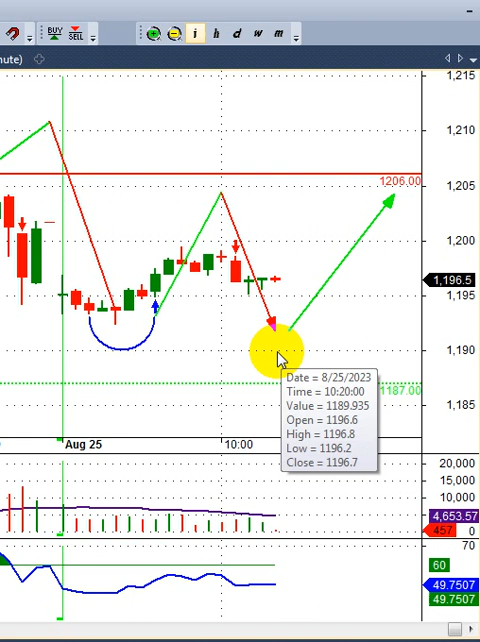 BUY
SELL
i h d w m
nute)
1,215
1,210
1206.00
1,205
1,200
1,196.5
1,195
1,190
Date = 8/25/2023
Time = 10:20:00
Value = 1189.935
Open = 1196.6
High = 1196.8
Low = 1196.2
Close = 1196.7
1187.00
1,185
Aug 25
10:00
20,000
15,000
10,000
4,653.57
457
0
70
60
49.7507
49.7507